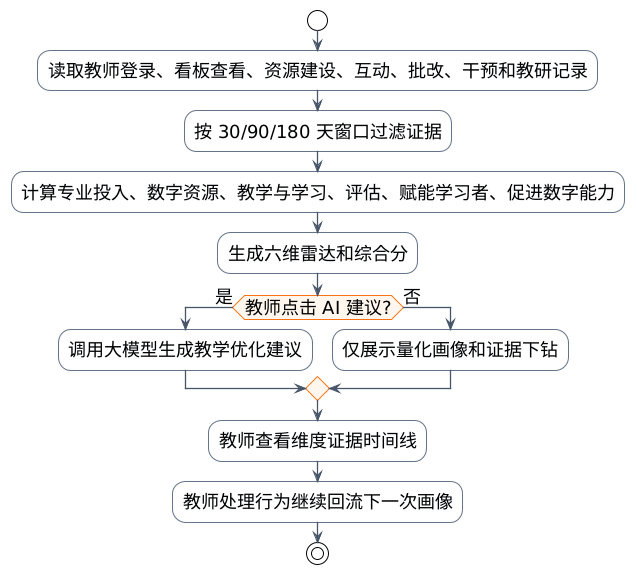 读取教师登录、看板查看、资源建设、互动、批改、干预和教研记录
按 30/90/180 天窗口过滤证据
计算专业投入、数字资源、教学与学习、评估、赋能学习者、促进数字能力
生成六维雷达和综合分
是
教师点击 AI 建议?
否
调用大模型生成教学优化建议
仅展示量化画像和证据下钻
教师查看维度证据时间线
教师处理行为继续回流下一次画像